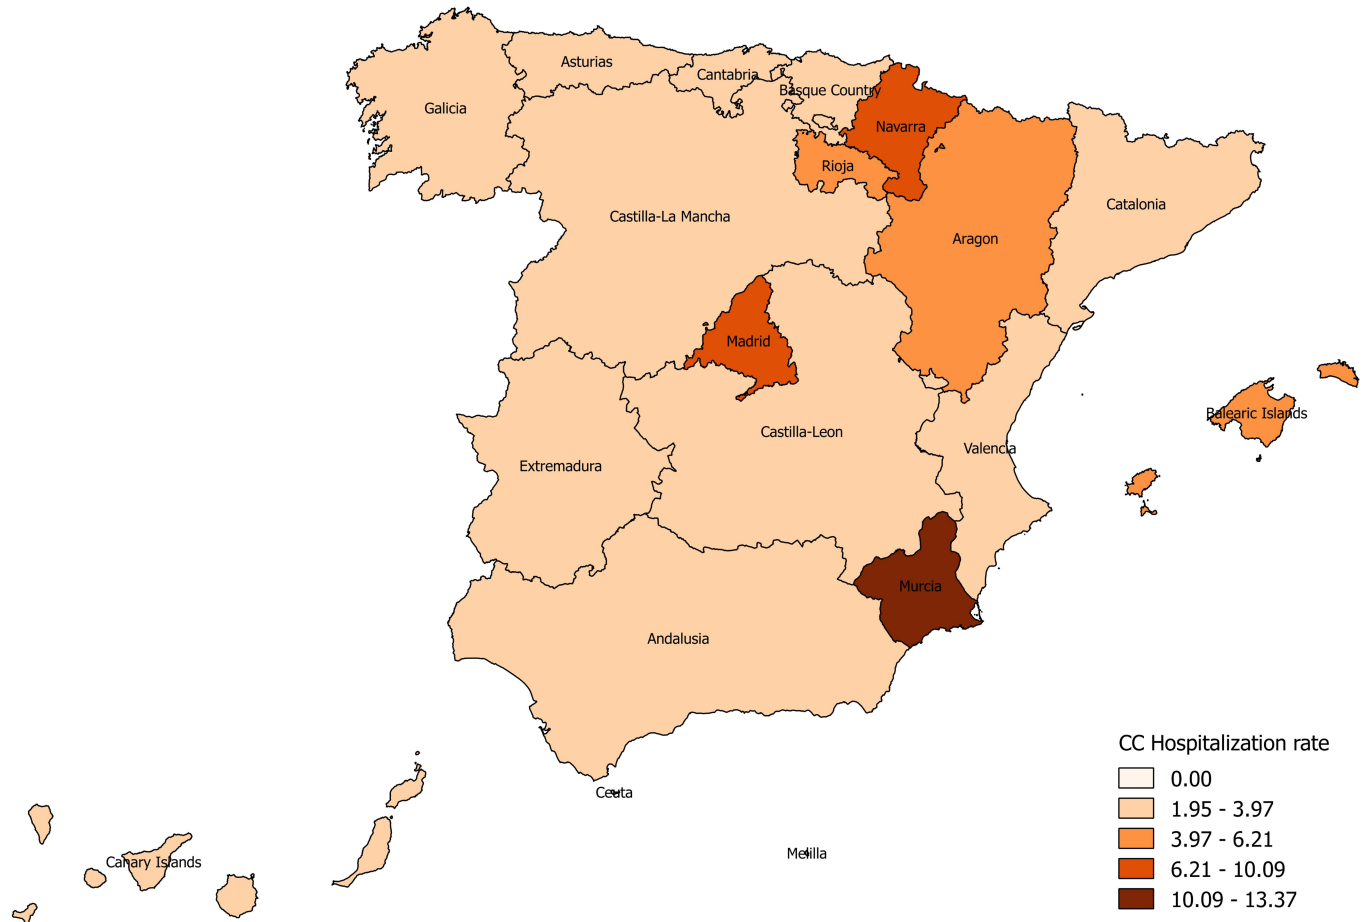 Asturias
Cantabria
Basque Country
Galicia
Navarra
Rioja
Catalonia
Castilla-La Mancha
Aragon
Madrid
Balearic Islands
Castilla-Leon
Valencia
Extremadura
Murcia
Andalusia
CC Hospitalization rate
0.00
1.95 - 3.97
3.97 - 6.21
6.21 - 10.09
10.09 - 13.37
Ceuta
Melilla
Canary Islands